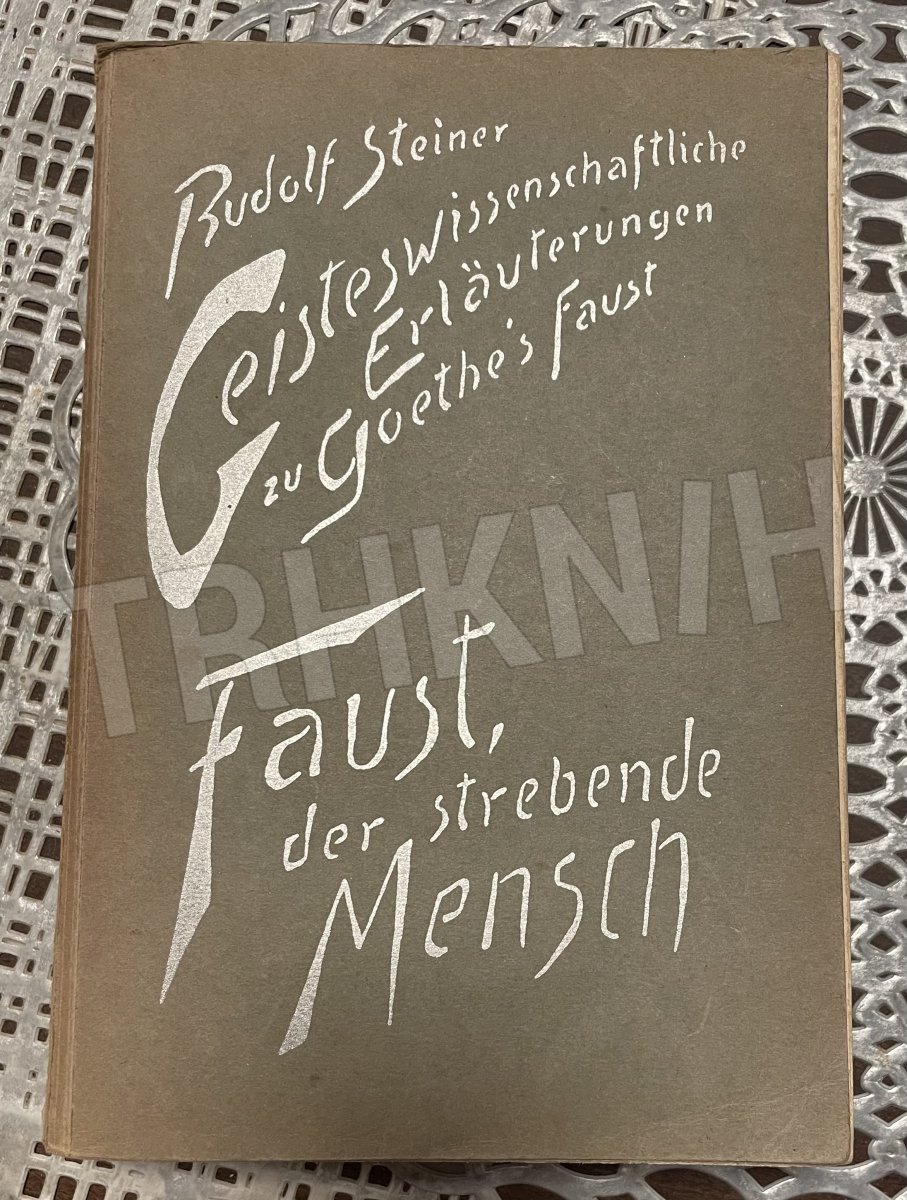 Rudolf Steiner
Geisteswissenschaftliche
Erläuterungen
zu Goethe's Faust
TRHKNIH
Faust,
der strebende
Mensch